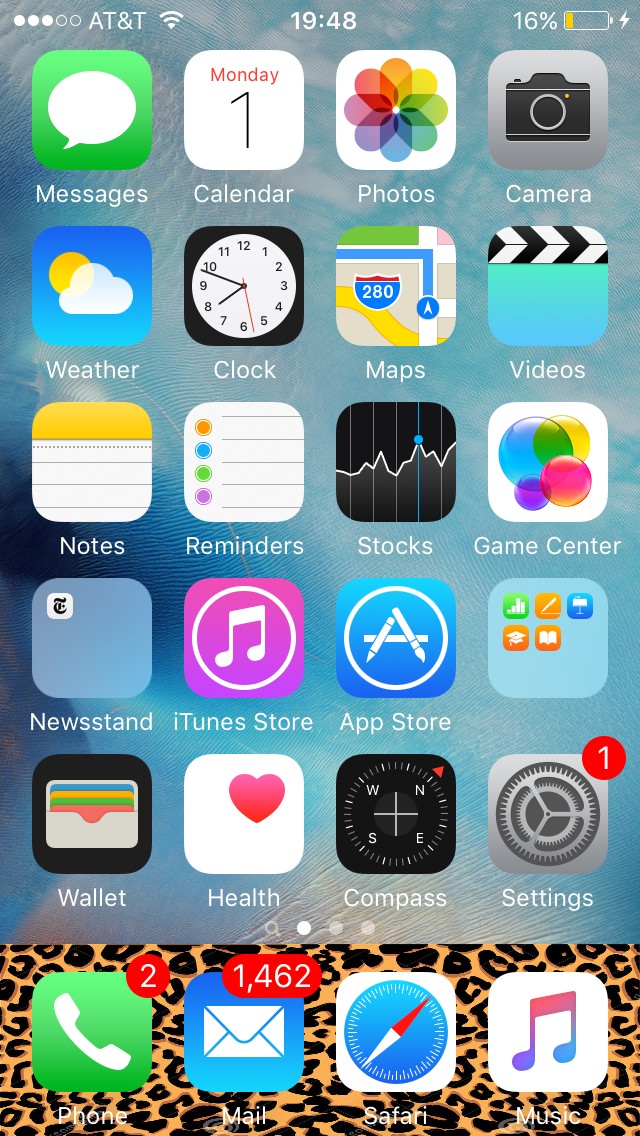 AT&T 19:48 16%
Monday
1
Messages Calendar Photos Camera
12
11 1
10 2
9 3
8 4
7 5
6
280
Weather Clock Maps Videos
Notes Reminders Stocks Game Center
T
Newsstand iTunes Store App Store
1
W N
S E
Wallet Health Compass Settings
2 1,462
Phone Mail Safari Music